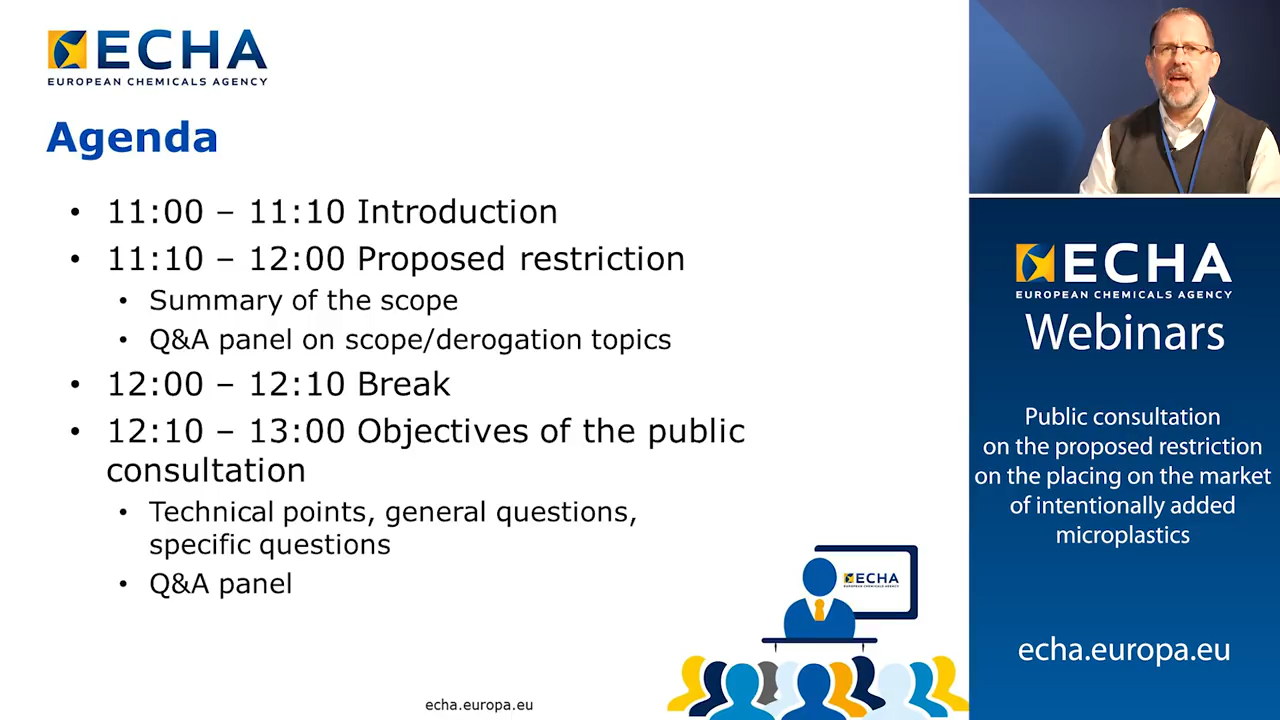 ECHA
EUROPEAN CHEMICALS AGENCY
Agenda
• 11:00 – 11:10 Introduction
• 11:10 – 12:00 Proposed restriction
• Summary of the scope
• Q&A panel on scope/derogation topics
• 12:00 – 12:10 Break
• 12:10 – 13:00 Objectives of the public
consultation
• Technical points, general questions,
specific questions
• Q&A panel
ECHA
echa.europa.eu
ECHA
EUROPEAN CHEMICALS AGENCY
Webinars
Public consultation
on the proposed restriction
on the placing on the market
of intentionally added
microplastics
echa.europa.eu